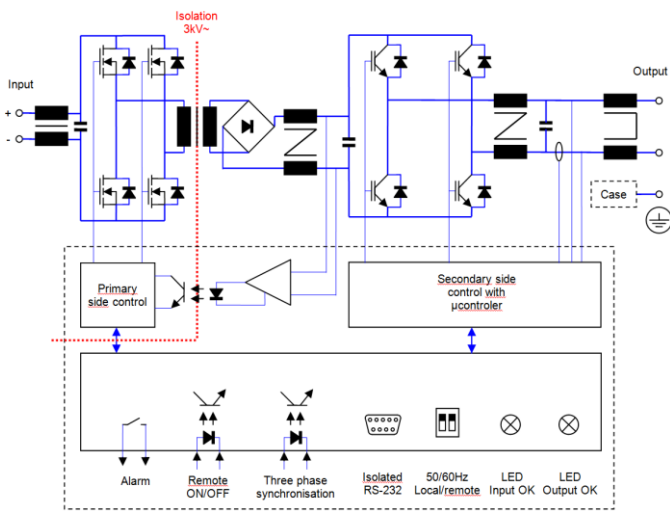 Isolation
3kV~
Input
+
-
Output
Case
Primary
side control
Secondary side
control with
µcontroler
Alarm
Remote
ON/OFF
Three phase
synchronisation
Isolated
RS-232
50/60Hz
Local/remote
LED
Input OK
LED
Output OK